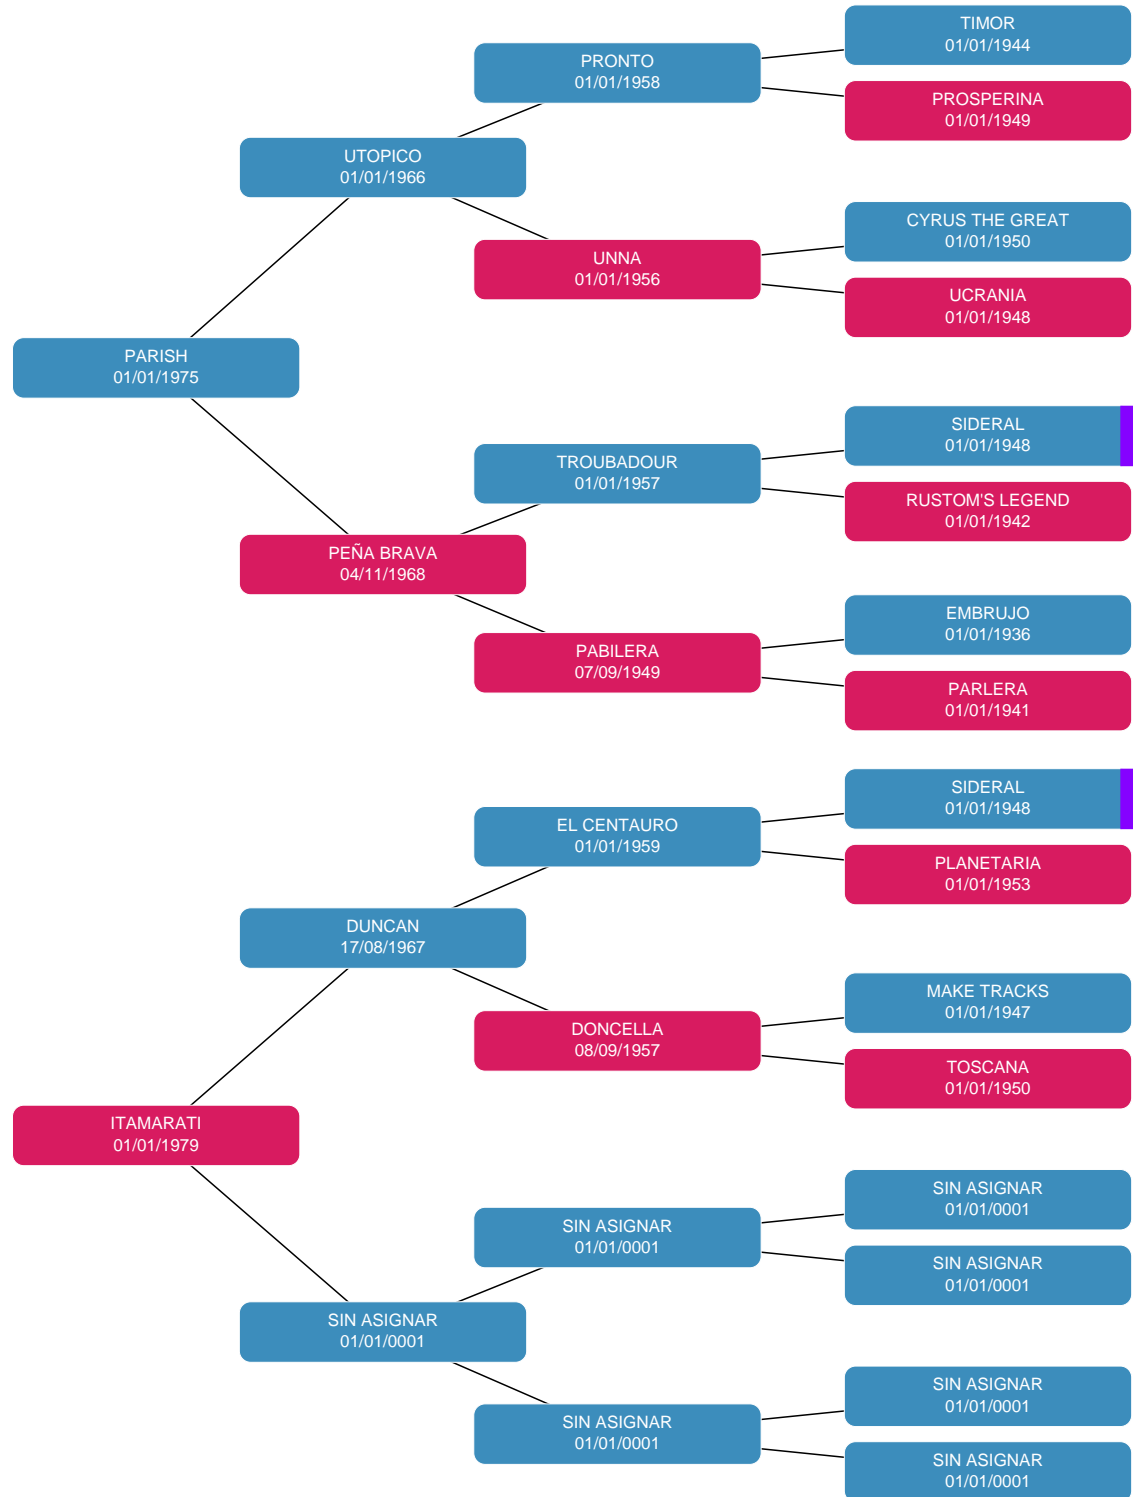 TIMOR
01/01/1944
PRONTO
01/01/1958
PROSPERINA
01/01/1949
UTOPICO
01/01/1966
CYRUS THE GREAT
01/01/1950
UNNA
01/01/1956
UCRANIA
01/01/1948
PARISH
01/01/1975
SIDERAL
01/01/1948
TROUBADOUR
01/01/1957
RUSTOM'S LEGEND
01/01/1942
PEÑA BRAVA
04/11/1968
EMBRUJO
01/01/1936
PABILERA
07/09/1949
PARLERA
01/01/1941
SIDERAL
01/01/1948
EL CENTAURO
01/01/1959
PLANETARIA
01/01/1953
DUNCAN
17/08/1967
MAKE TRACKS
01/01/1947
DONCELLA
08/09/1957
TOSCANA
01/01/1950
ITAMARATI
01/01/1979
SIN ASIGNAR
01/01/0001
SIN ASIGNAR
01/01/0001
SIN ASIGNAR
01/01/0001
SIN ASIGNAR
01/01/0001
SIN ASIGNAR
01/01/0001
SIN ASIGNAR
01/01/0001
SIN ASIGNAR
01/01/0001